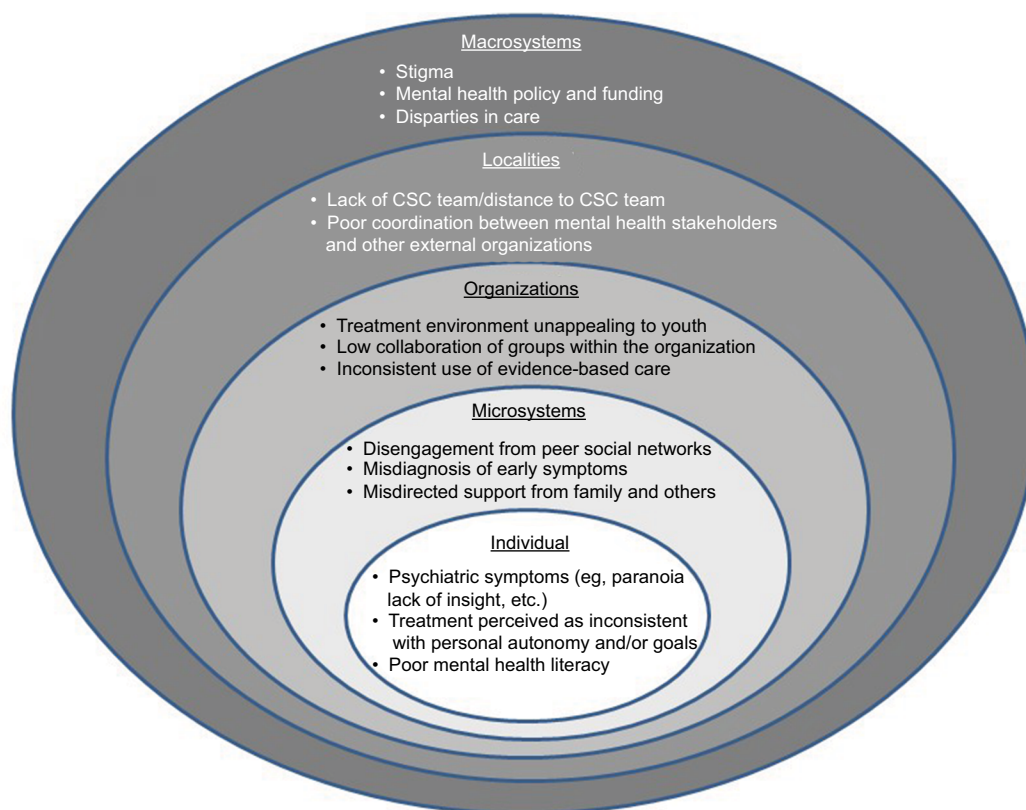 Macrosystems
• Stigma
• Mental health policy and funding
• Disparties in care
Localities
• Lack of CSC team/distance to CSC team
• Poor coordination between mental health stakeholders
and other external organizations
Organizations
• Treatment environment unappealing to youth
• Low collaboration of groups within the organization
• Inconsistent use of evidence-based care
Microsystems
• Disengagement from peer social networks
• Misdiagnosis of early symptoms
• Misdirected support from family and others
Individual
• Psychiatric symptoms (eg, paranoia
lack of insight, etc.)
• Treatment perceived as inconsistent
with personal autonomy and/or goals
• Poor mental health literacy